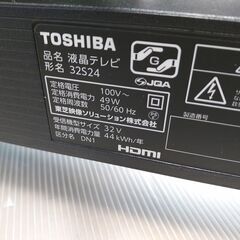 TOSHIBA
品名 液晶テレビ
形名 32S24
定格電圧 100V~
定格消費電力 49W
定格周波数 50/60 Hz
東芝映像ソリューション株式会社
受信機型サイズ 32V
年間消費電力量 44 kWh/年
区分名 DN1
G
JQA
製造番号
HDMI